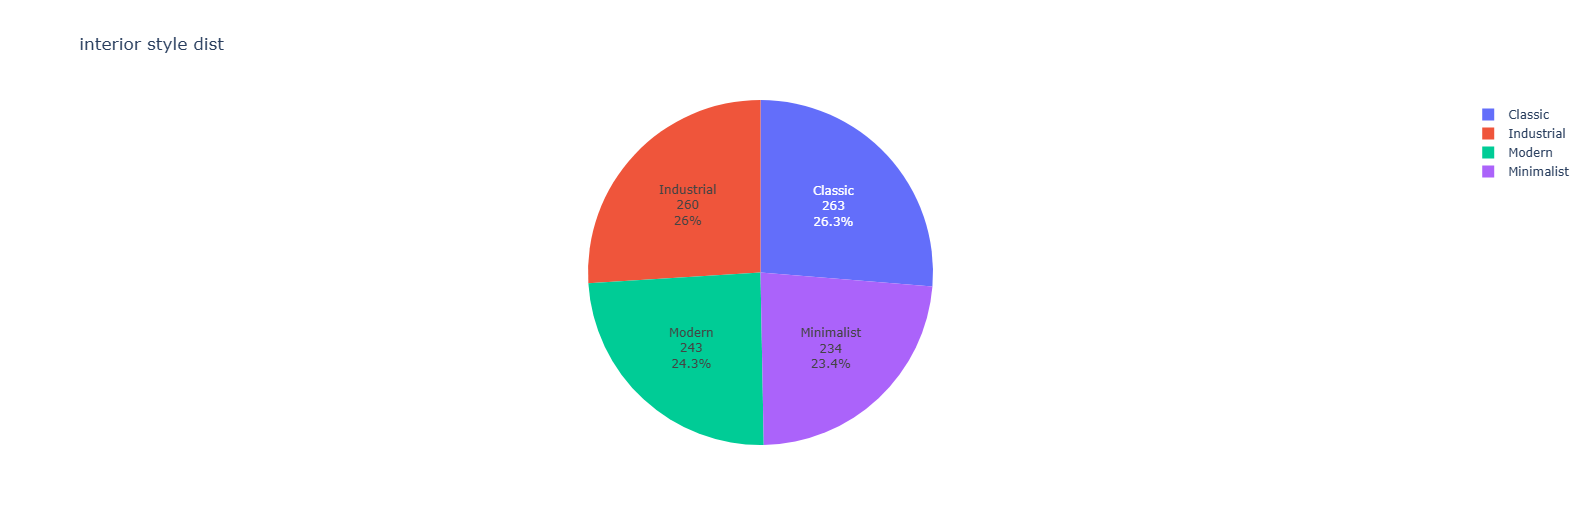 interior style dist
Industrial
260
26%
Classic
263
26.3%
Modern
243
24.3%
Minimalist
234
23.4%
Classic
Industrial
Modern
Minimalist